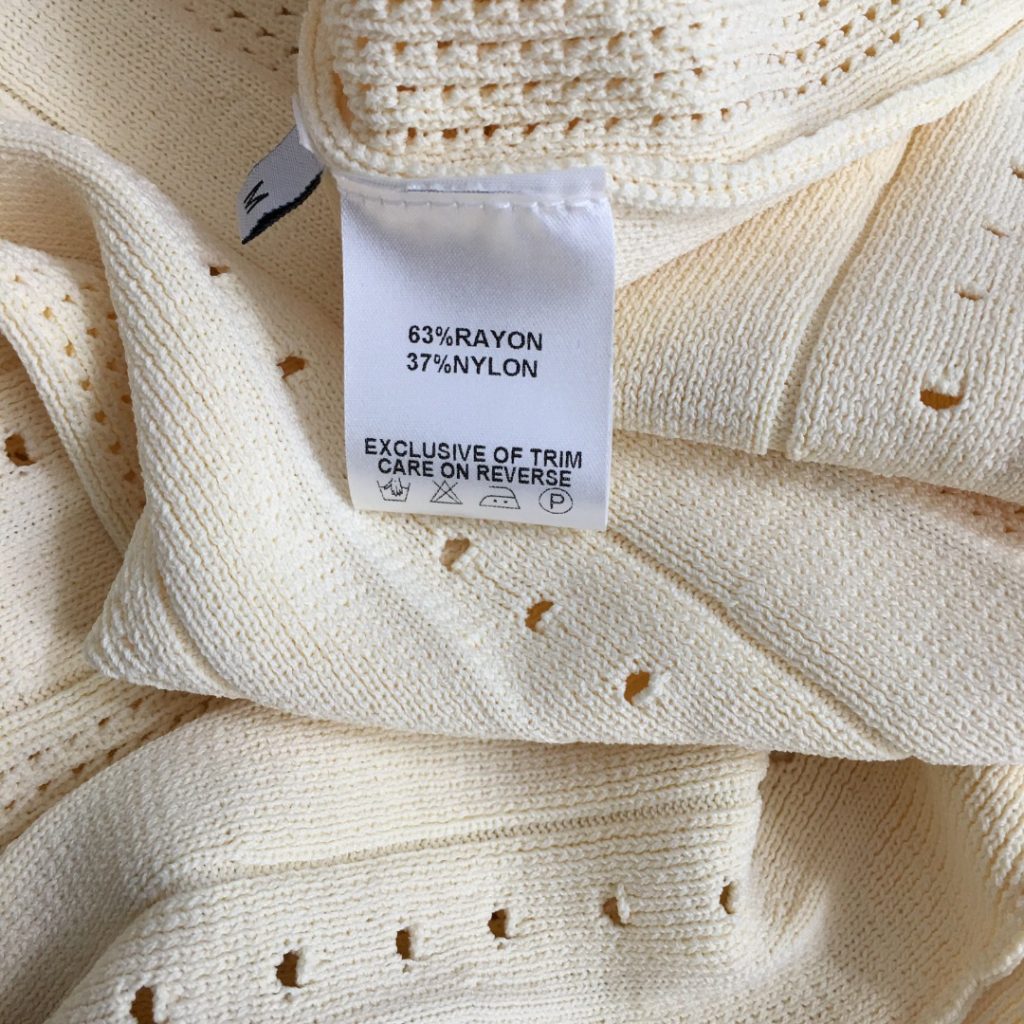 M
63%RAYON
37%NYLON
EXCLUSIVE OF TRIM
CARE ON REVERSE
P